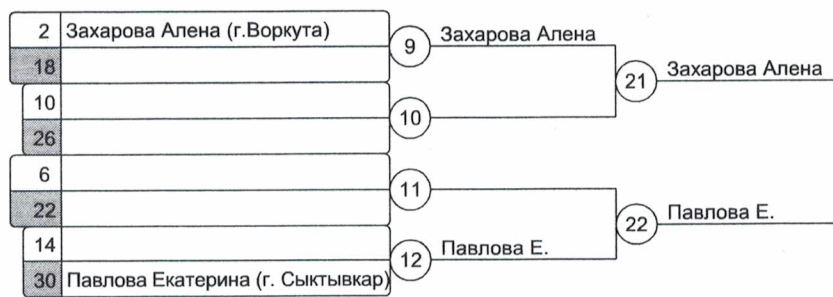 2 Захарова Алена (г.Воркута)
18
10
26
6
22
14
30 Павлова Екатерина (г. Сыктывкар)
9 Захарова Алена
10
11
12 Павлова Е.
21 Захарова Алена
22 Павлова Е.